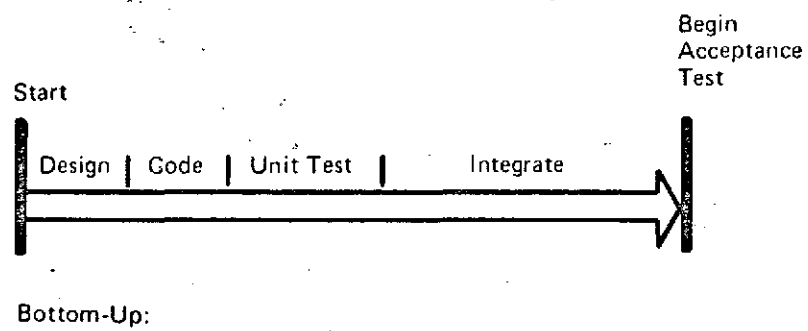 Begin
Acceptance
Test
Start
Design | Code | Unit Test | Integrate
Bottom-Up: